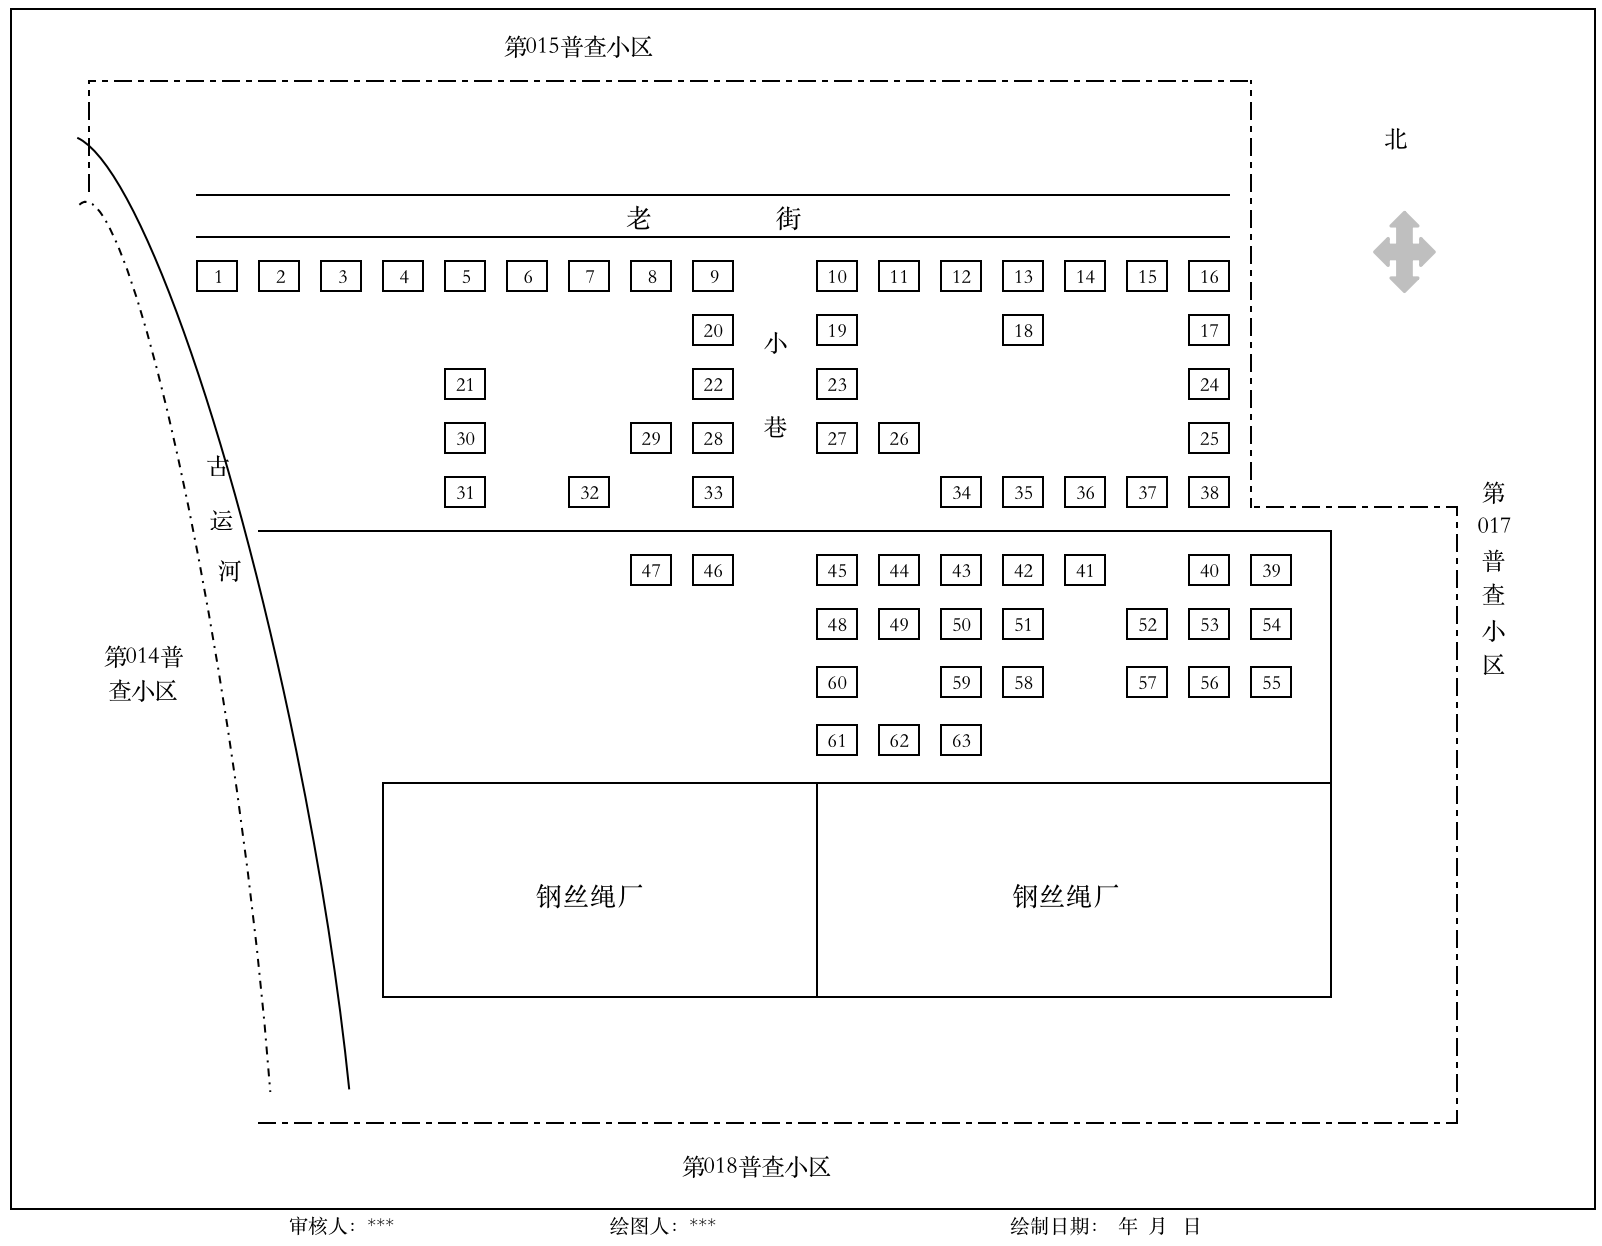 第015普查小区
北
老 街
1 2 3 4 5 6 7 8 9 10 11 12 13 14 15 16
20 19 18 17
小
21 22 23 24
巷
30 29 28 27 26 25
古
31 32 33 34 35 36 37 38
运
河
第
017
普
查
小
区
47 46 45 44 43 42 41 40 39
48 49 50 51 52 53 54
第014普
查小区
60 59 58 57 56 55
61 62 63
钢丝绳厂 钢丝绳厂
第018普查小区
审核人：*** 绘图人：*** 绘制日期： 年 月 日